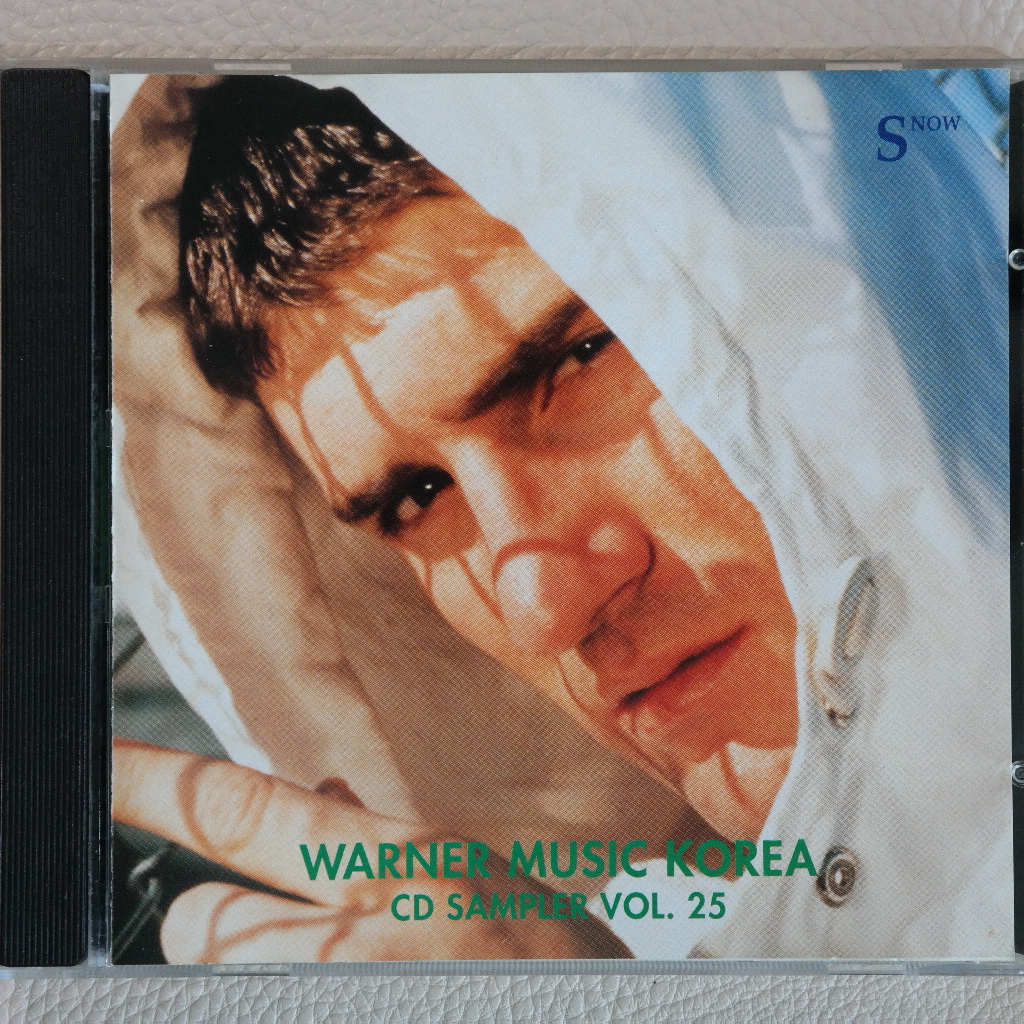 SNOW
WARNER MUSIC KOREA
CD SAMPLER VOL. 25